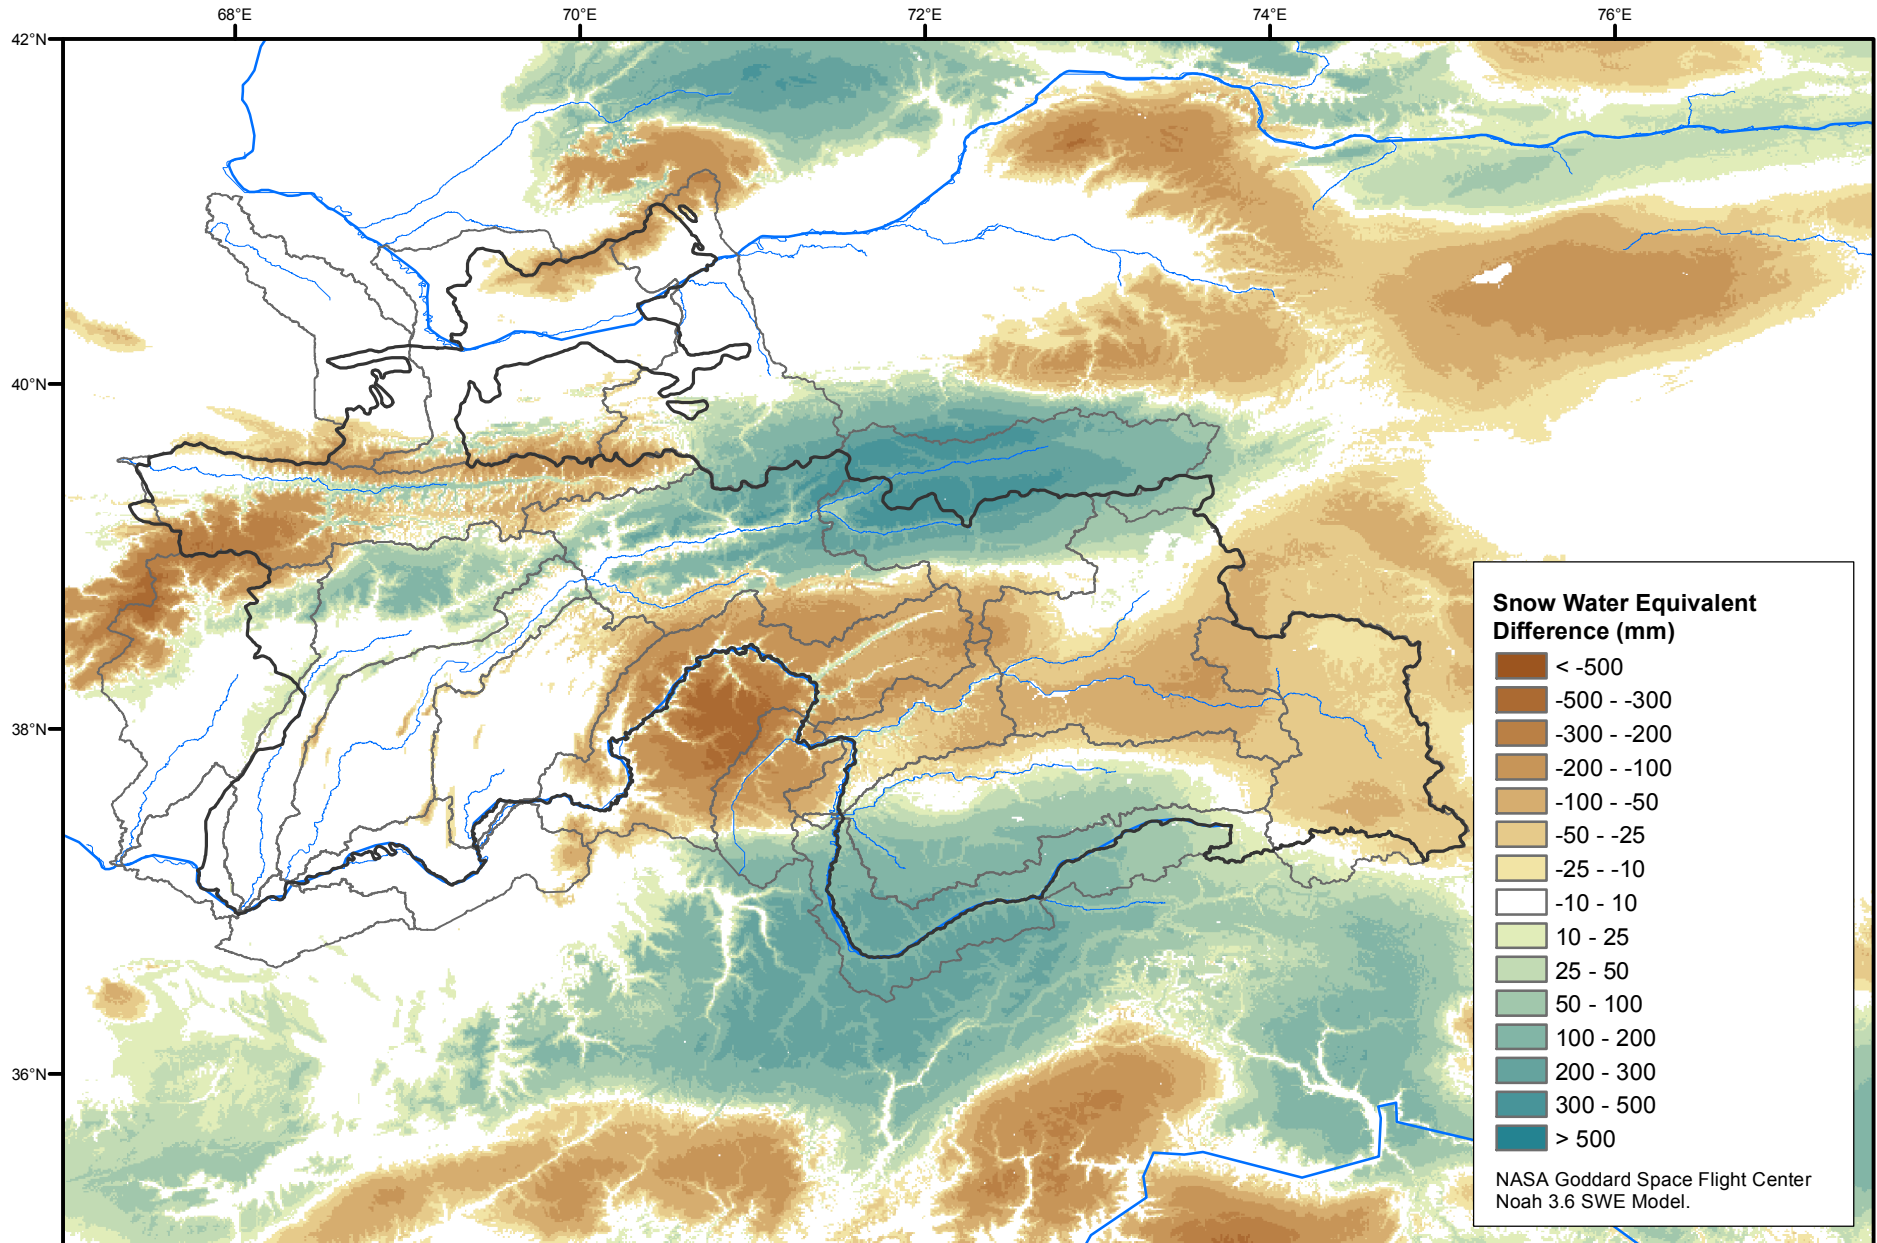 68°E
70°E
72°E
74°E
76°E
42°N
40°N
38°N
36°N
Snow Water Equivalent
Difference (mm)
< -500
-500 - -300
-300 - -200
-200 - -100
-100 - -50
-50 - -25
-25 - -10
-10 - 10
10 - 25
25 - 50
50 - 100
100 - 200
200 - 300
300 - 500
> 500
NASA Goddard Space Flight Center
Noah 3.6 SWE Model.